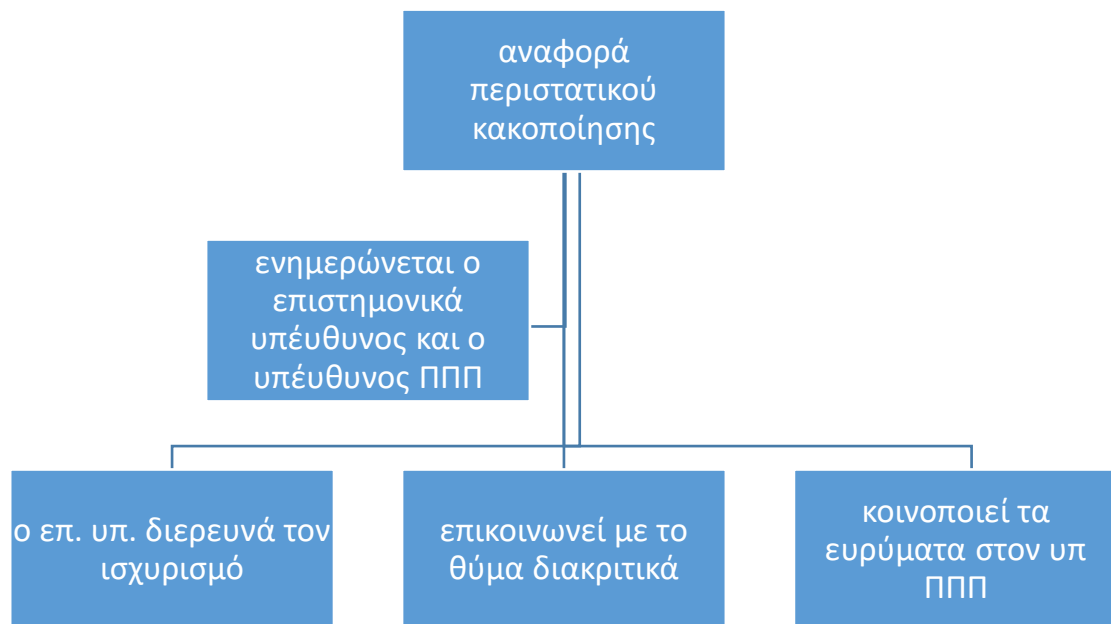 αναφορά
περιστατικού
κακοποίησης
ενημερώνεται ο
επιστημονικά
υπέυθυνος και ο
υπέυθυνος ΠΠΠ
ο επ. υπ. διερευνά τον
ισχυρισμό
επικοινωνεί με το
θύμα διακριτικά
κοινοποιεί τα
ευρύματα στον υπ
ΠΠΠ